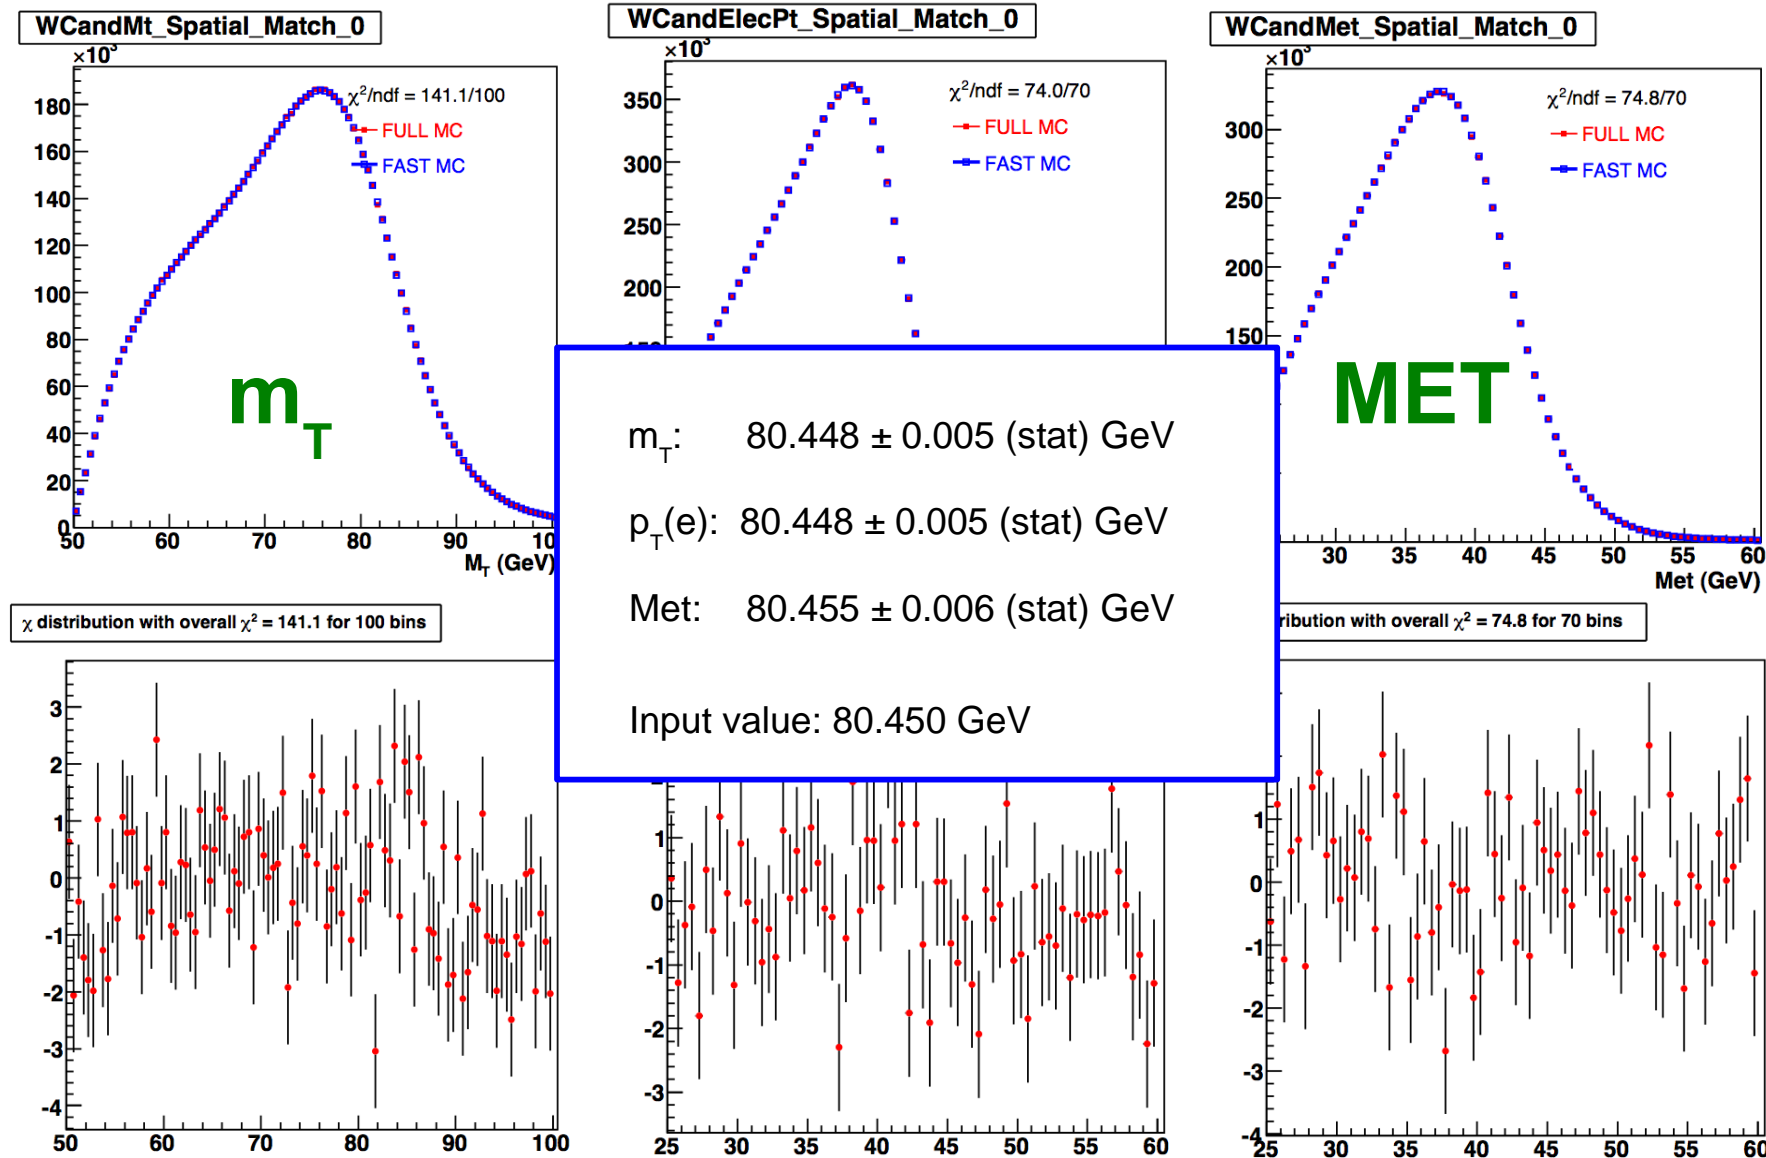 WCandMt_Spatial_Match_0
×10³
χ²/ndf = 141.1/100
FULL MC
FAST MC
180
160
140
120
100
80
60
40
20
0
50 60 70 80 90 10
M_T (GeV)
m_T
WCandElecPt_Spatial_Match_0
×10³
χ²/ndf = 74.0/70
FULL MC
FAST MC
350
300
250
200
WCandMet_Spatial_Match_0
×10³
χ²/ndf = 74.8/70
FULL MC
FAST MC
300
250
200
150
MET
30 35 40 45 50 55 60
Met (GeV)
m_T: 80.448 ± 0.005 (stat) GeV
p_T(e): 80.448 ± 0.005 (stat) GeV
Met: 80.455 ± 0.006 (stat) GeV
Input value: 80.450 GeV
χ distribution with overall χ² = 141.1 for 100 bins
3
2
1
0
-1
-2
-3
-4
50 60 70 80 90 100
1
0
-1
-2
-3
25 30 35 40 45 50 55 60
ribution with overall χ² = 74.8 for 70 bins
1
0
-1
-2
-3
-4
25 30 35 40 45 50 55 60